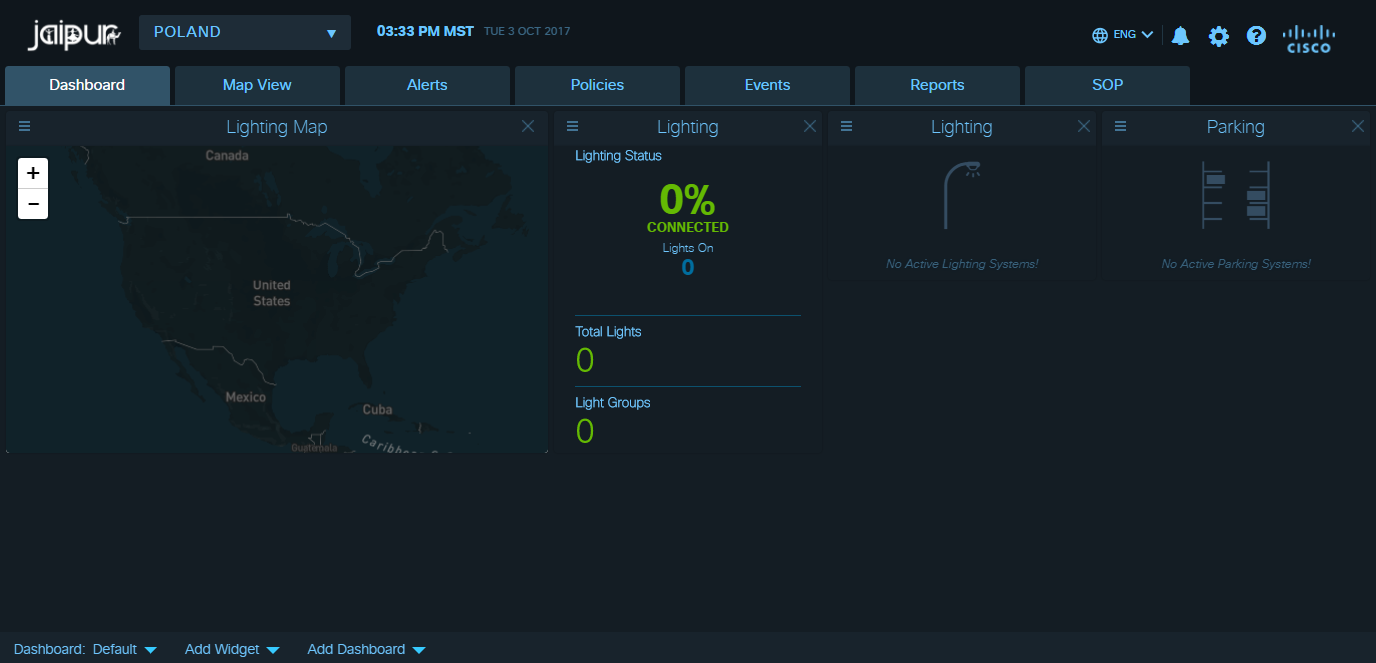 jaipur
POLAND
03:33 PM MST TUE 3 OCT 2017
ENG
CISCO
Dashboard
Map View
Alerts
Policies
Events
Reports
SOP
Lighting Map
Canada
+
−
United
States
Mexico
Cuba
Guatemala
Lighting
Lighting Status
0%
CONNECTED
Lights On
0
Total Lights
0
Light Groups
0
Lighting
No Active Lighting Systems!
Parking
No Active Parking Systems!
Dashboard: Default
Add Widget
Add Dashboard